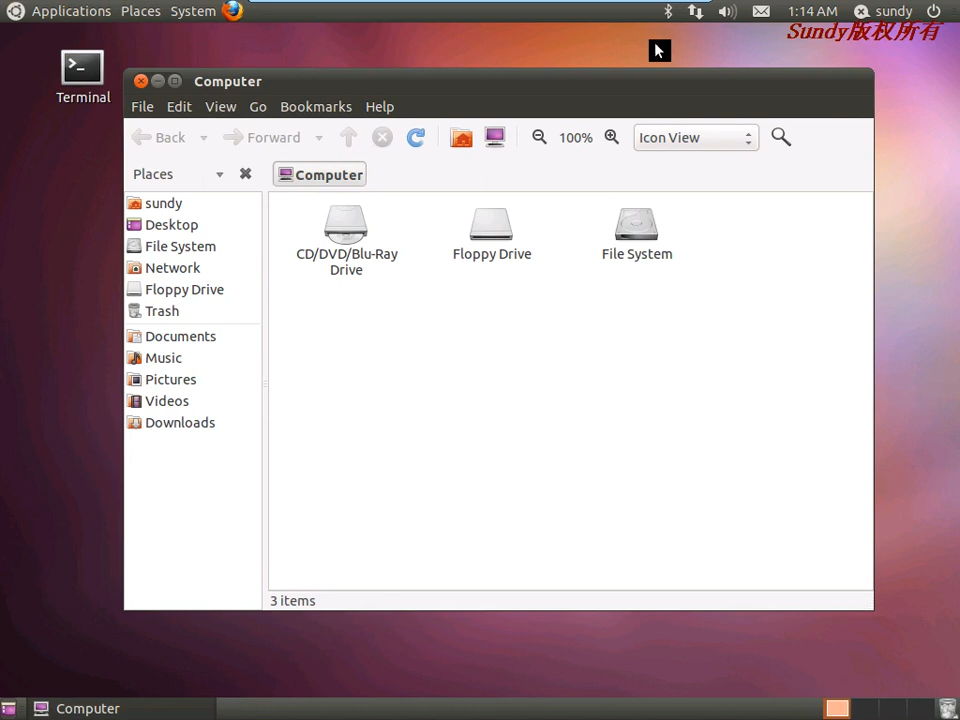 Applications Places System 1:14 AM sundy
Sundy版权所有
Terminal
Computer
File Edit View Go Bookmarks Help
Back Forward 100% Icon View
Places Computer
sundy
Desktop
File System
Network
Floppy Drive
Trash
Documents
Music
Pictures
Videos
Downloads
CD/DVD/Blu-Ray Drive
Floppy Drive
File System
3 items
Computer